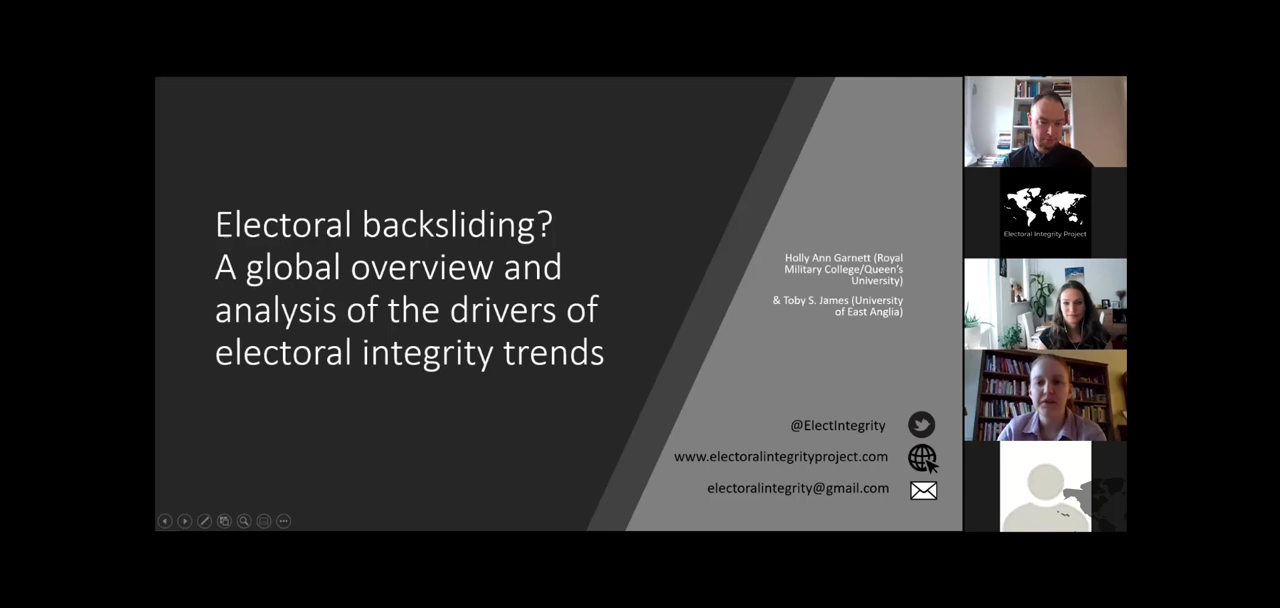 Electoral backsliding?
A global overview and
analysis of the drivers of
electoral integrity trends
Holly Ann Garnett (Royal
Military College/Queen's
University)
& Toby S. James (University
of East Anglia)
@ElectIntegrity
www.electoralintegrityproject.com
electoralintegrity@gmail.com
Electoral Integrity Project